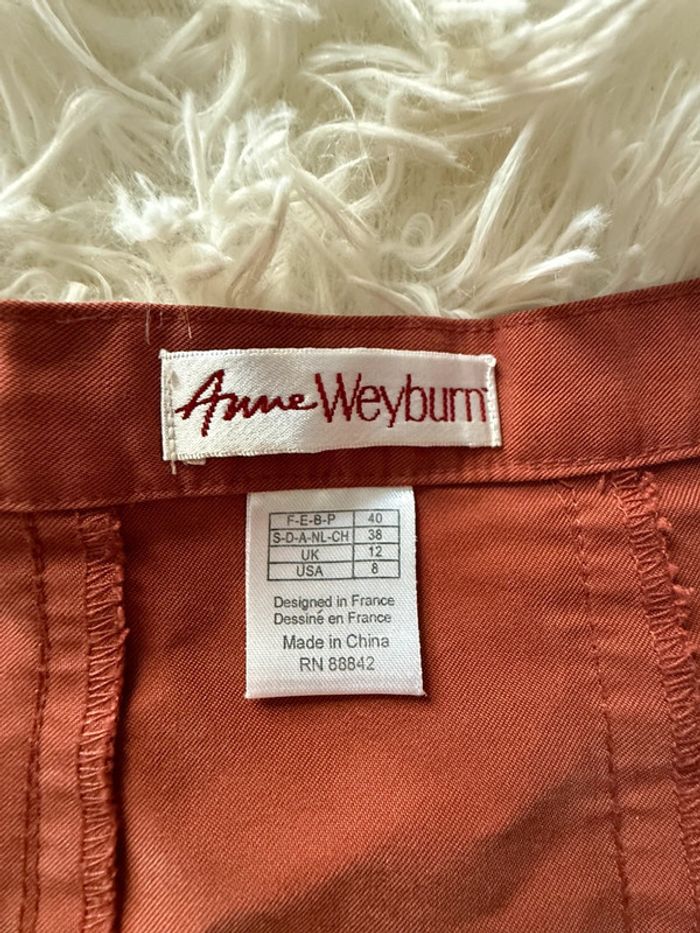 Anne Weyburn
F-E-B-P 40
S-D-A-NL-CH 38
UK 12
USA 8
Designed in France
Dessiné en France
Made in China
RN 88842